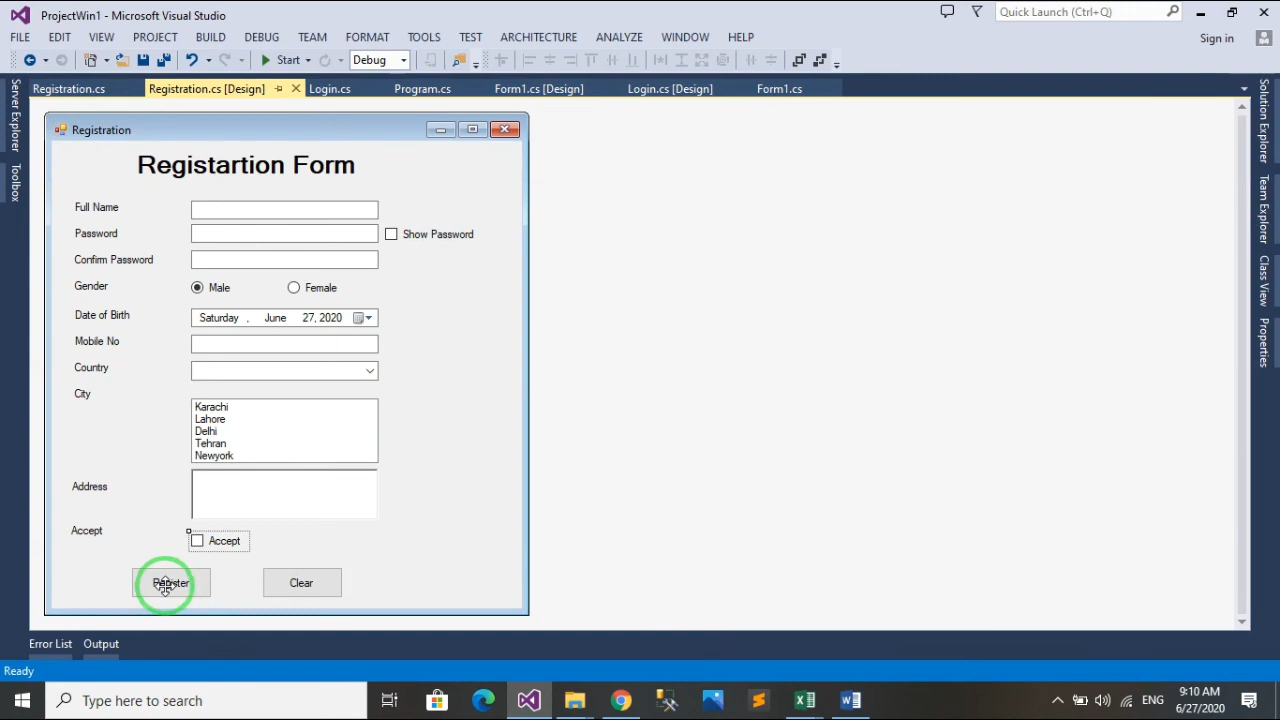 ProjectWin1 - Microsoft Visual Studio
Quick Launch (Ctrl+Q)
FILE EDIT VIEW PROJECT BUILD DEBUG TEAM FORMAT TOOLS TEST ARCHITECTURE ANALYZE WINDOW HELP
Sign in
Start
Debug
Registration.cs
Registration.cs [Design]
Login.cs
Program.cs
Form1.cs [Design]
Login.cs [Design]
Form1.cs
Server Explorer
Toolbox
Solution Explorer
Team Explorer
Class View
Properties
Registration
Registartion Form
Full Name
Password
Show Password
Confirm Password
Gender
Male
Female
Date of Birth
Saturday , June 27, 2020
Mobile No
Country
City
Karachi
Lahore
Delhi
Tehran
Newyork
Address
Accept
Accept
Register
Clear
Error List
Output
Ready
Type here to search
ENG
9:10 AM
6/27/2020